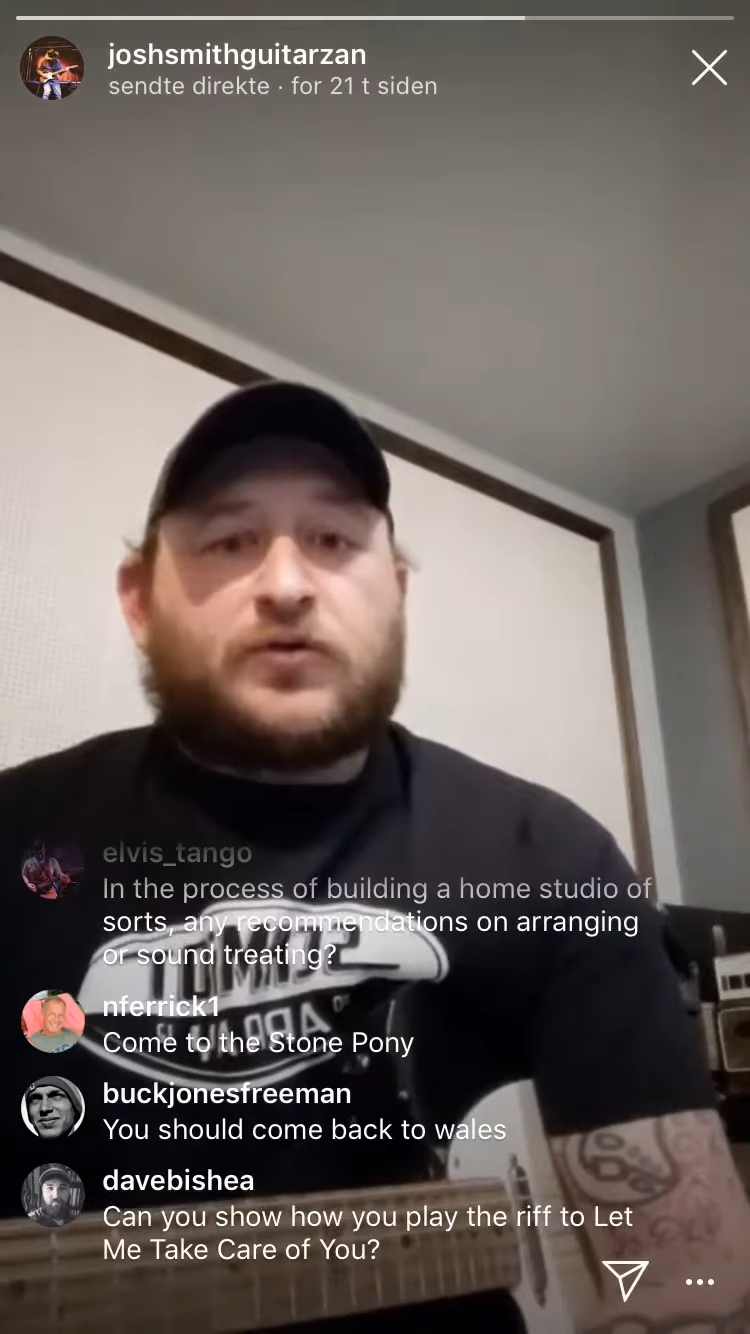 joshsmithguitarzan
sendte direkte · for 21 t siden
elvis_tango
In the process of building a home studio of
sorts, any recommendations on arranging
or sound treating?
nferrick1
Come to the Stone Pony
buckjonesfreeman
You should come back to wales
davebishea
Can you show how you play the riff to Let
Me Take Care of You?